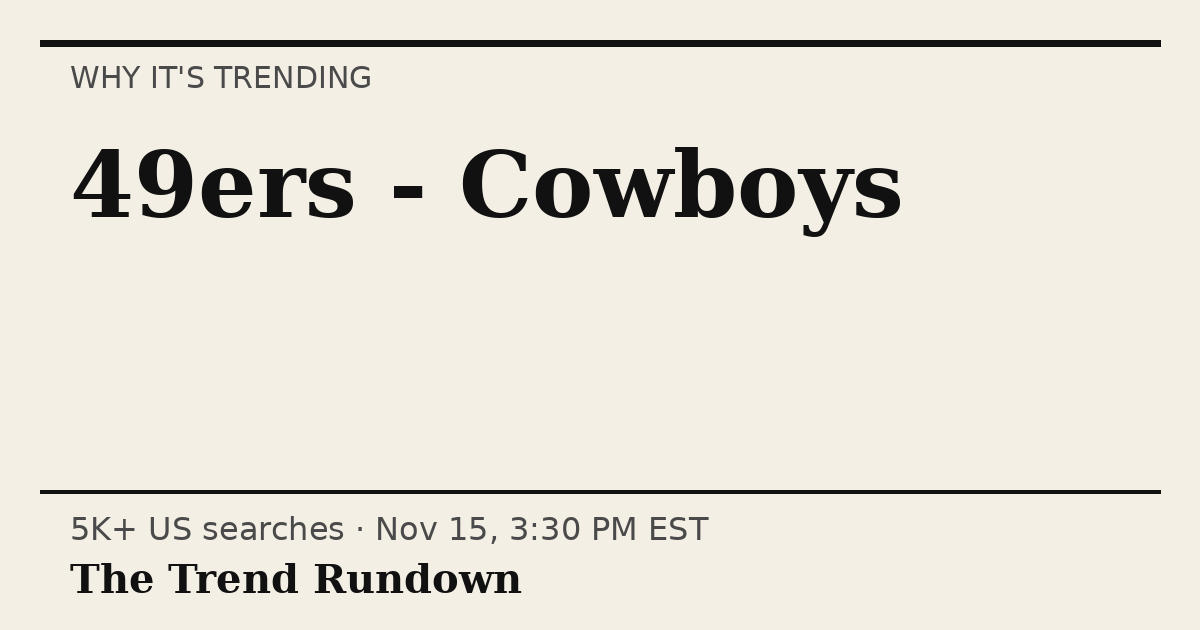 WHY IT'S TRENDING
49ers - Cowboys
5K+ US searches · Nov 15, 3:30 PM EST
The Trend Rundown